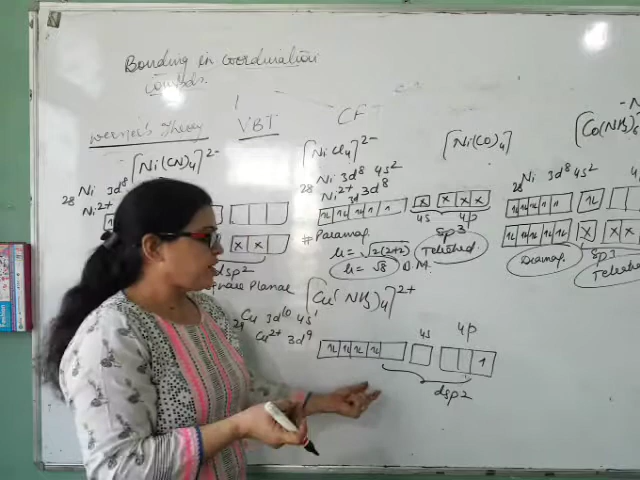 Bonding in coordination
Compds.
Werner's Theory
VBT
CFT
[Ni(CN)4]2-
28 Ni 3d8
Ni2+
x x
dsp2
Square Planar
[NiCl4]2-
28 Ni 3d8 4s2
Ni2+ 3d8
3d
x x x x
4s 4p
sp3
Tetrahed.
# Paramag.
μ = √2(2+2)
μ = √8 B.M.
[Ni(CO)4]
28 Ni 3d8 4s2
x x x
Diamag.
sp3
[Co(NH3)6]
[Cu(NH3)4]2+
29 Cu 3d10 4s1
Cu2+ 3d9
4s 4p
dsp2